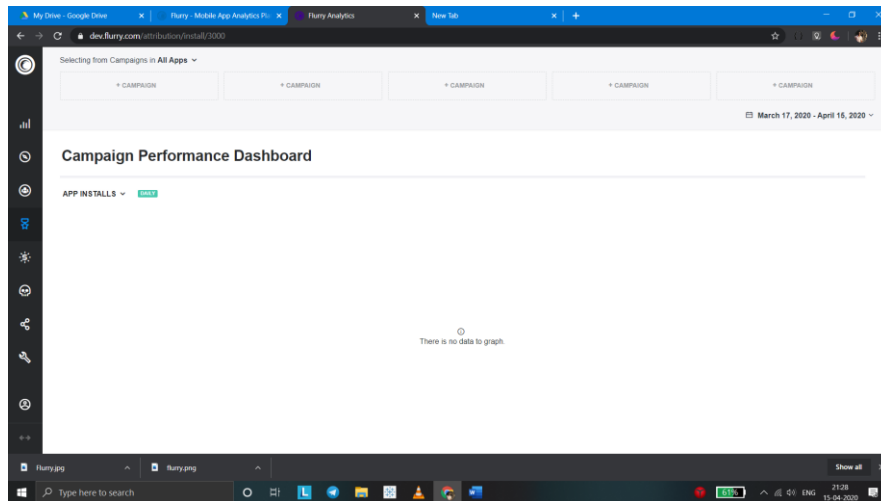 My Drive - Google Drive
Flurry - Mobile App Analytics Pla
Flurry Analytics
New Tab
dev.flurry.com/attribution/install/3000
Selecting from Campaigns in All Apps
+ CAMPAIGN + CAMPAIGN + CAMPAIGN + CAMPAIGN + CAMPAIGN
March 17, 2020 - April 15, 2020
Campaign Performance Dashboard
APP INSTALLS DAILY
There is no data to graph.
Flurry.jpg flurry.png Show all
Type here to search
61% ENG 21:28
15-04-2020